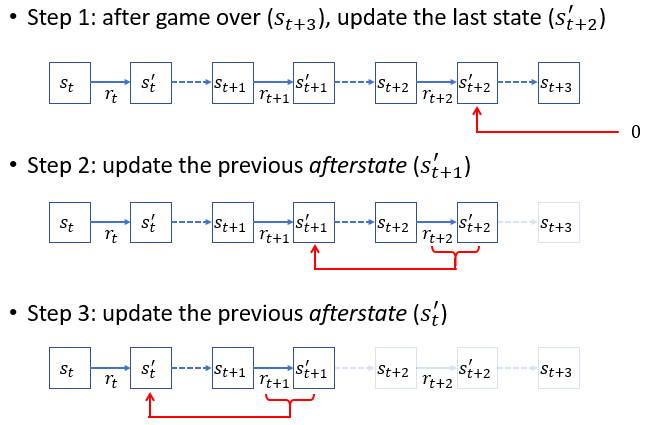 • Step 1: after game over (s_{t+3}), update the last state (s'_{t+2})
s_t s'_t s_{t+1} s'_{t+1} s_{t+2} s'_{t+2} s_{t+3}
r_t r_{t+1} r_{t+2}
0
• Step 2: update the previous afterstate (s'_{t+1})
s_t s'_t s_{t+1} s'_{t+1} s_{t+2} s'_{t+2} s_{t+3}
r_t r_{t+1} r_{t+2}
• Step 3: update the previous afterstate (s'_t)
s_t s'_t s_{t+1} s'_{t+1} s_{t+2} s'_{t+2} s_{t+3}
r_t r_{t+1} r_{t+2}